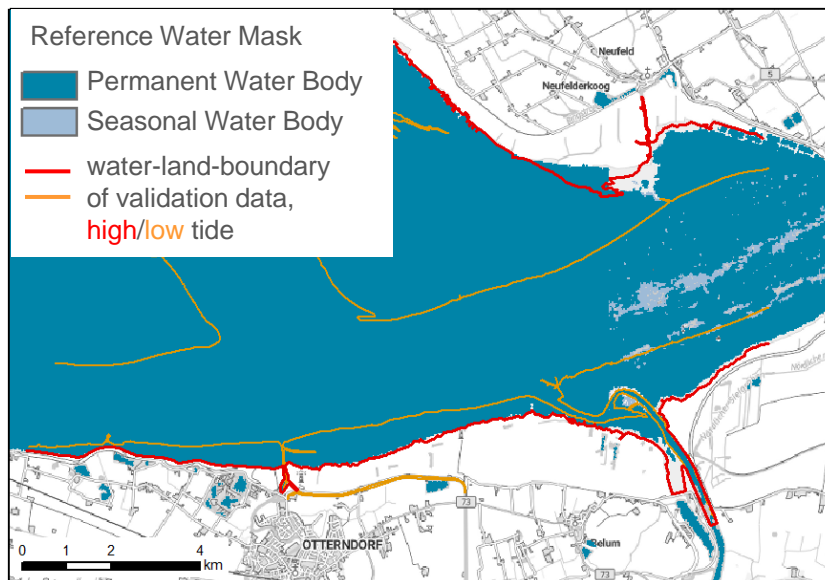 Reference Water Mask
Permanent Water Body
Seasonal Water Body
water-land-boundary
of validation data,
high/low tide
Neufeld
Neufelderkoog
5
73
OTTERNDORF
Belum
73
0 1 2 4
km